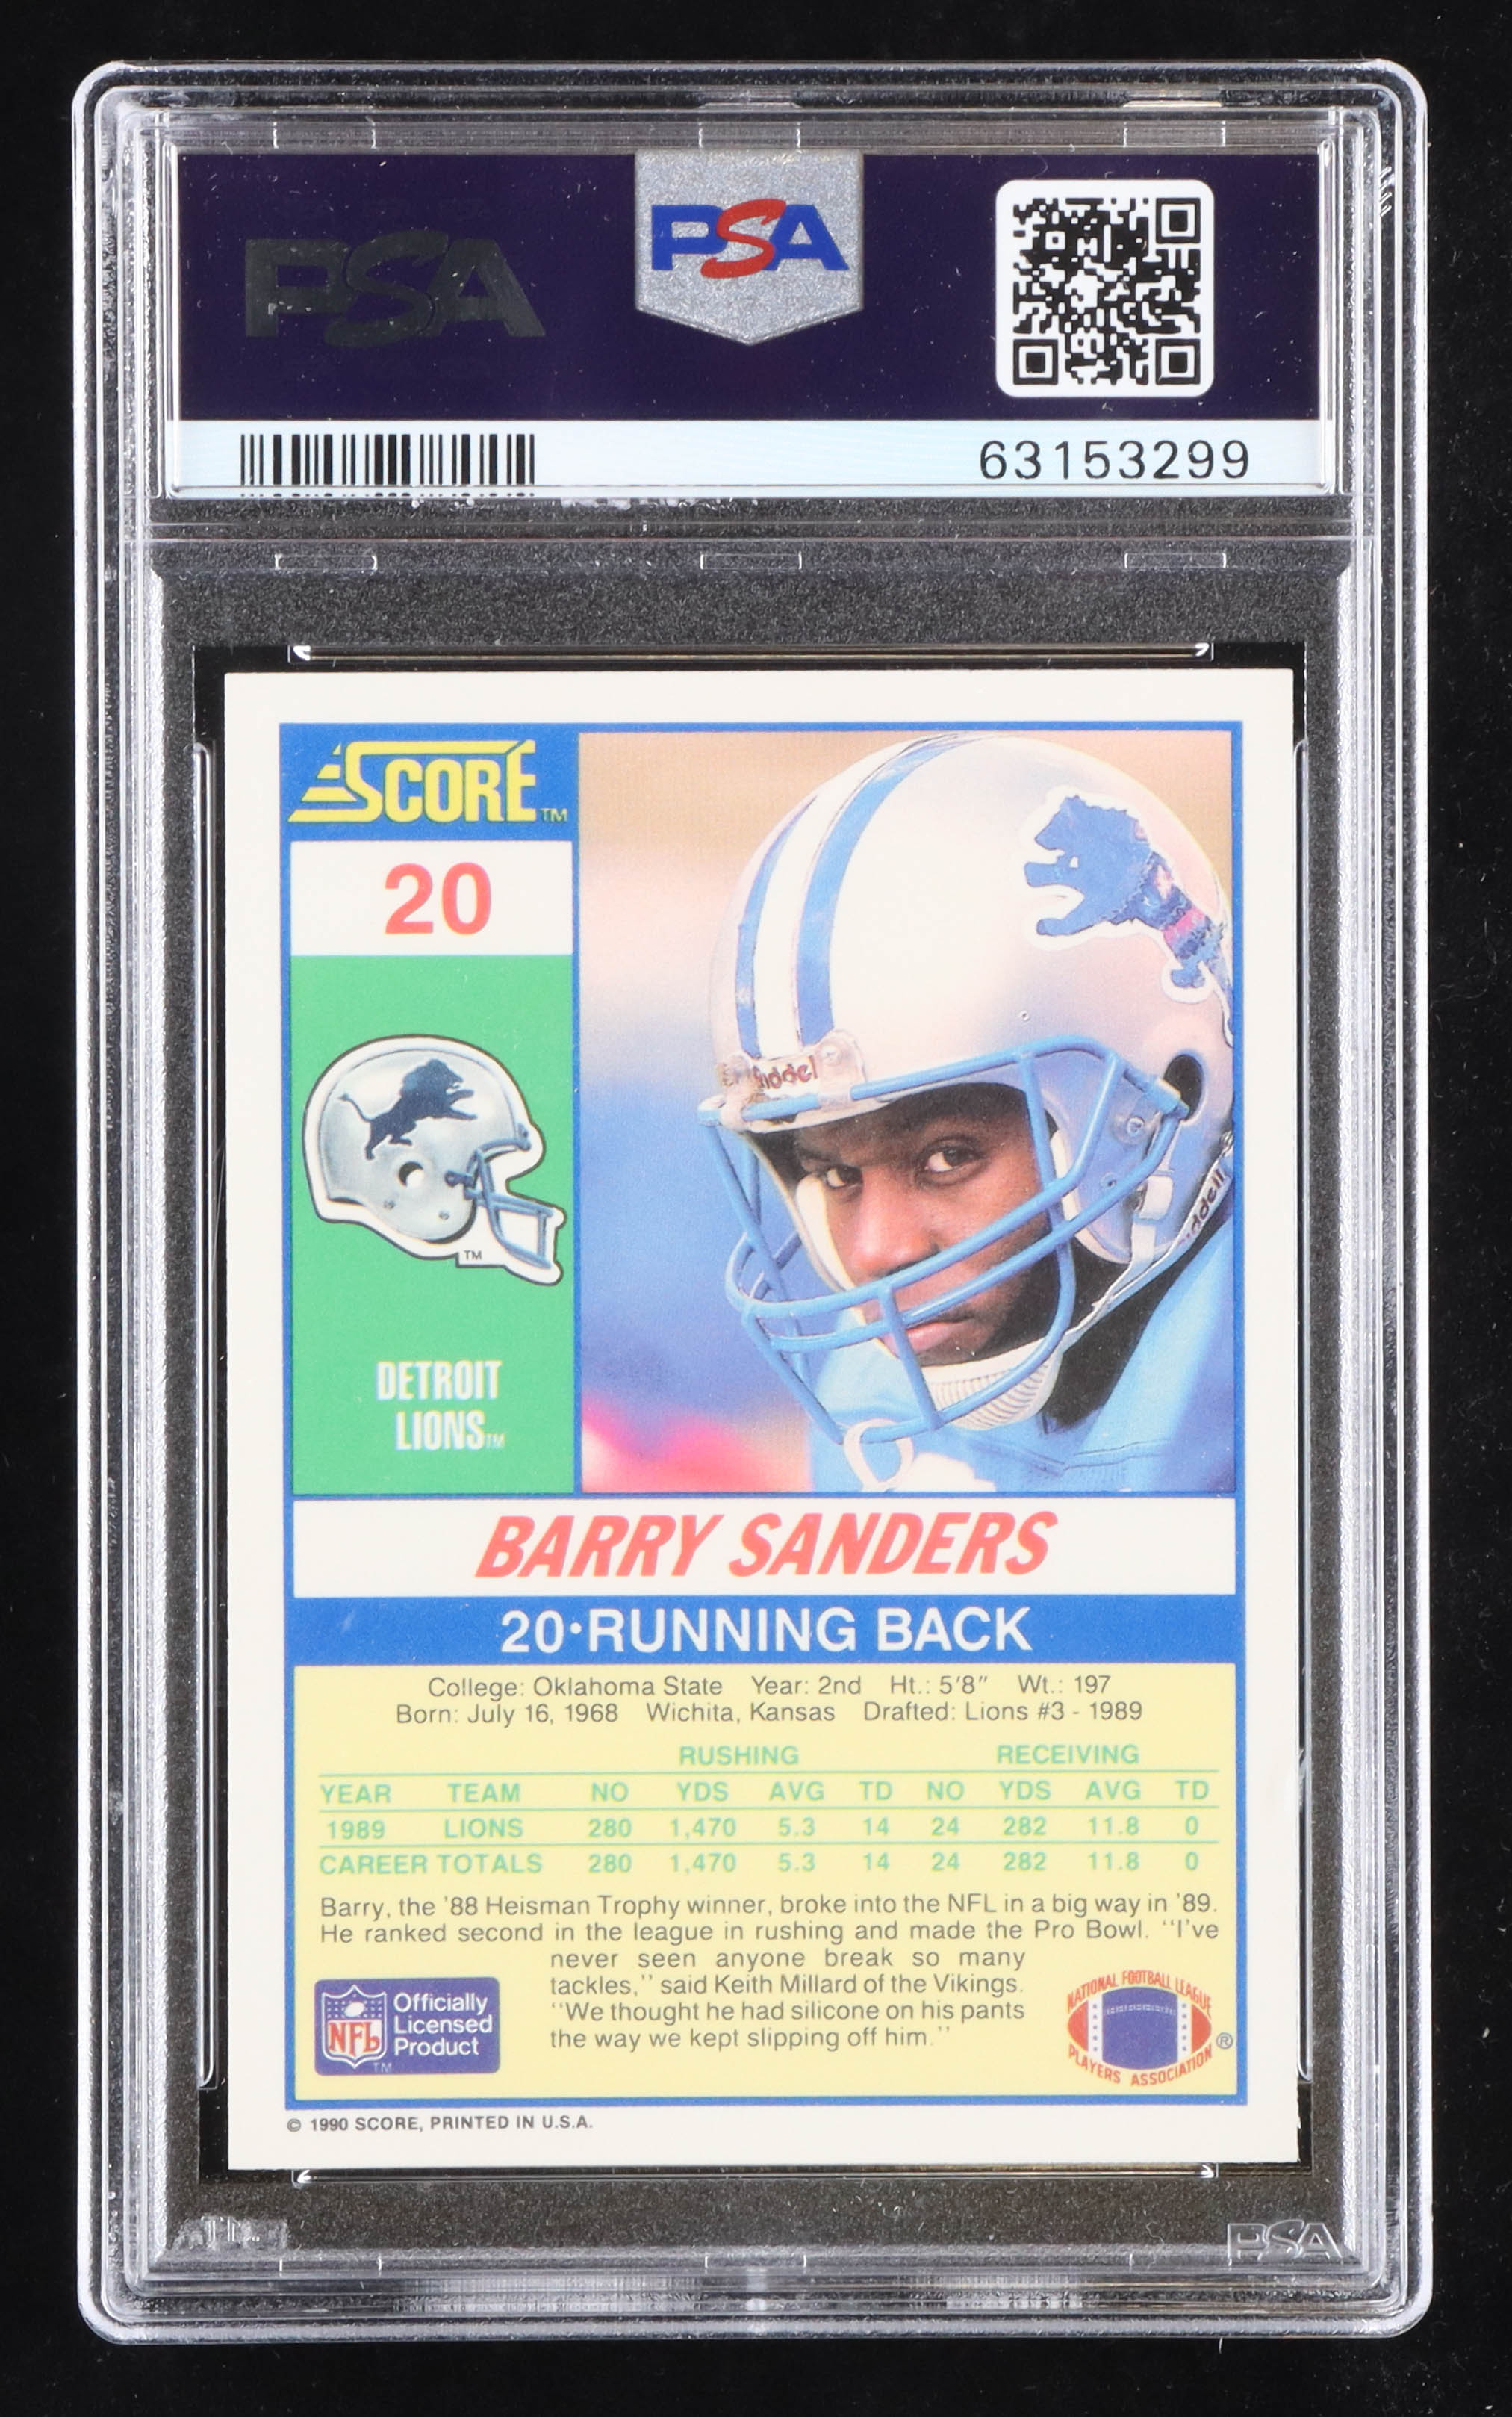 PSA
PSA
63153299
SCORE TM
20
Riddell
TM
DETROIT
LIONS TM
BARRY SANDERS
20•RUNNING BACK
College: Oklahoma State Year: 2nd Ht.: 5'8" Wt.: 197
Born: July 16, 1968 Wichita, Kansas Drafted: Lions #3 - 1989
RUSHING RECEIVING
YEAR TEAM NO YDS AVG TD NO YDS AVG TD
1989 LIONS 280 1,470 5.3 14 24 282 11.8 0
CAREER TOTALS 280 1,470 5.3 14 24 282 11.8 0
Barry, the '88 Heisman Trophy winner, broke into the NFL in a big way in '89.
He ranked second in the league in rushing and made the Pro Bowl. "I've
never seen anyone break so many
tackles," said Keith Millard of the Vikings.
"We thought he had silicone on his pants
the way we kept slipping off him."
NFL
Officially
Licensed
Product
TM
NATIONAL FOOTBALL LEAGUE
PLAYERS ASSOCIATION ®
© 1990 SCORE, PRINTED IN U.S.A.
PSA